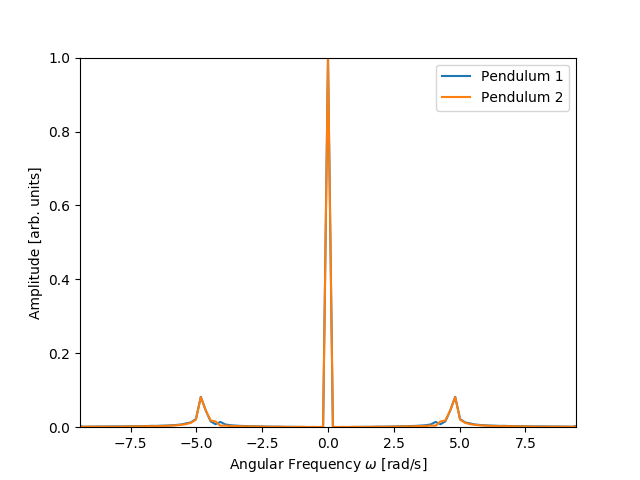 1.0
0.8
0.6
0.4
0.2
0.0
Amplitude [arb. units]
Pendulum 1
Pendulum 2
−7.5 −5.0 −2.5 0.0 2.5 5.0 7.5
Angular Frequency ω [rad/s]